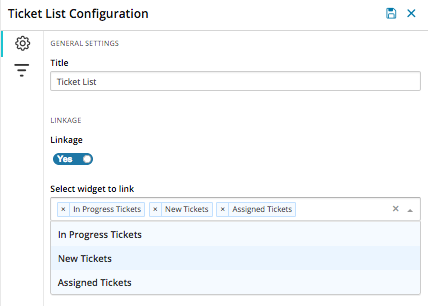 Ticket List Configuration
GENERAL SETTINGS
Title
Ticket List
LINKAGE
Linkage
Yes
Select widget to link
× In Progress Tickets × New Tickets × Assigned Tickets
In Progress Tickets
New Tickets
Assigned Tickets